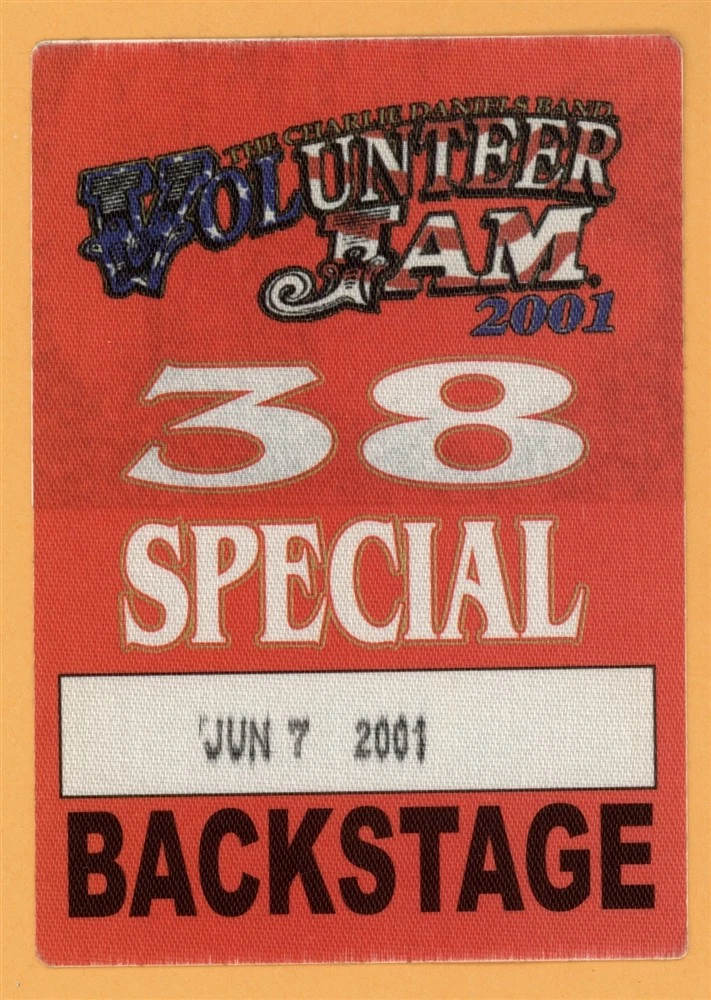 THE CHARLIE DANIELS BAND
VOLUNTEER
JAM.
2001
38
SPECIAL
JUN 7 2001
BACKSTAGE